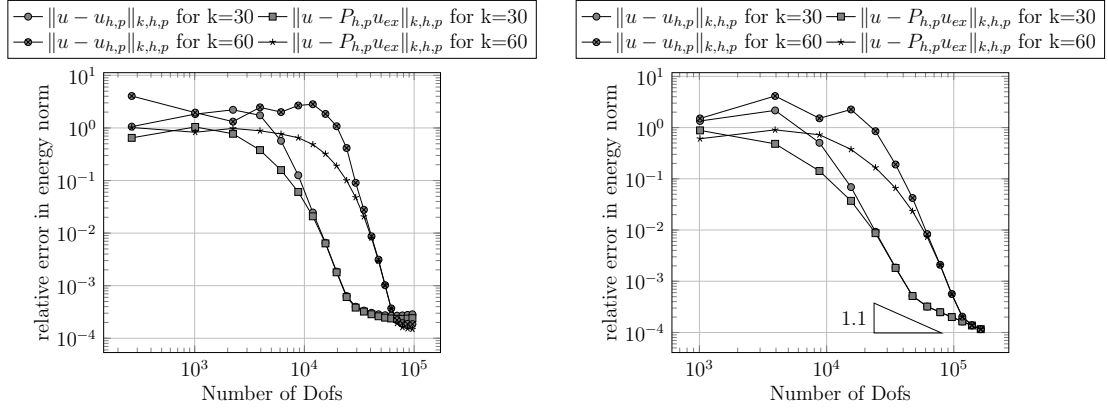 ‖u − u_{h,p}‖_{k,h,p} for k=30 ‖u − P_{h,p}u_{ex}‖_{k,h,p} for k=30
‖u − u_{h,p}‖_{k,h,p} for k=60 ‖u − P_{h,p}u_{ex}‖_{k,h,p} for k=60
relative error in energy norm
10^1
10^0
10^{−1}
10^{−2}
10^{−3}
10^{−4}
10^3 10^4 10^5
Number of Dofs
‖u − u_{h,p}‖_{k,h,p} for k=30 ‖u − P_{h,p}u_{ex}‖_{k,h,p} for k=30
‖u − u_{h,p}‖_{k,h,p} for k=60 ‖u − P_{h,p}u_{ex}‖_{k,h,p} for k=60
relative error in energy norm
10^1
10^0
10^{−1}
10^{−2}
10^{−3}
10^{−4}
1.1
10^3 10^4 10^5
Number of Dofs